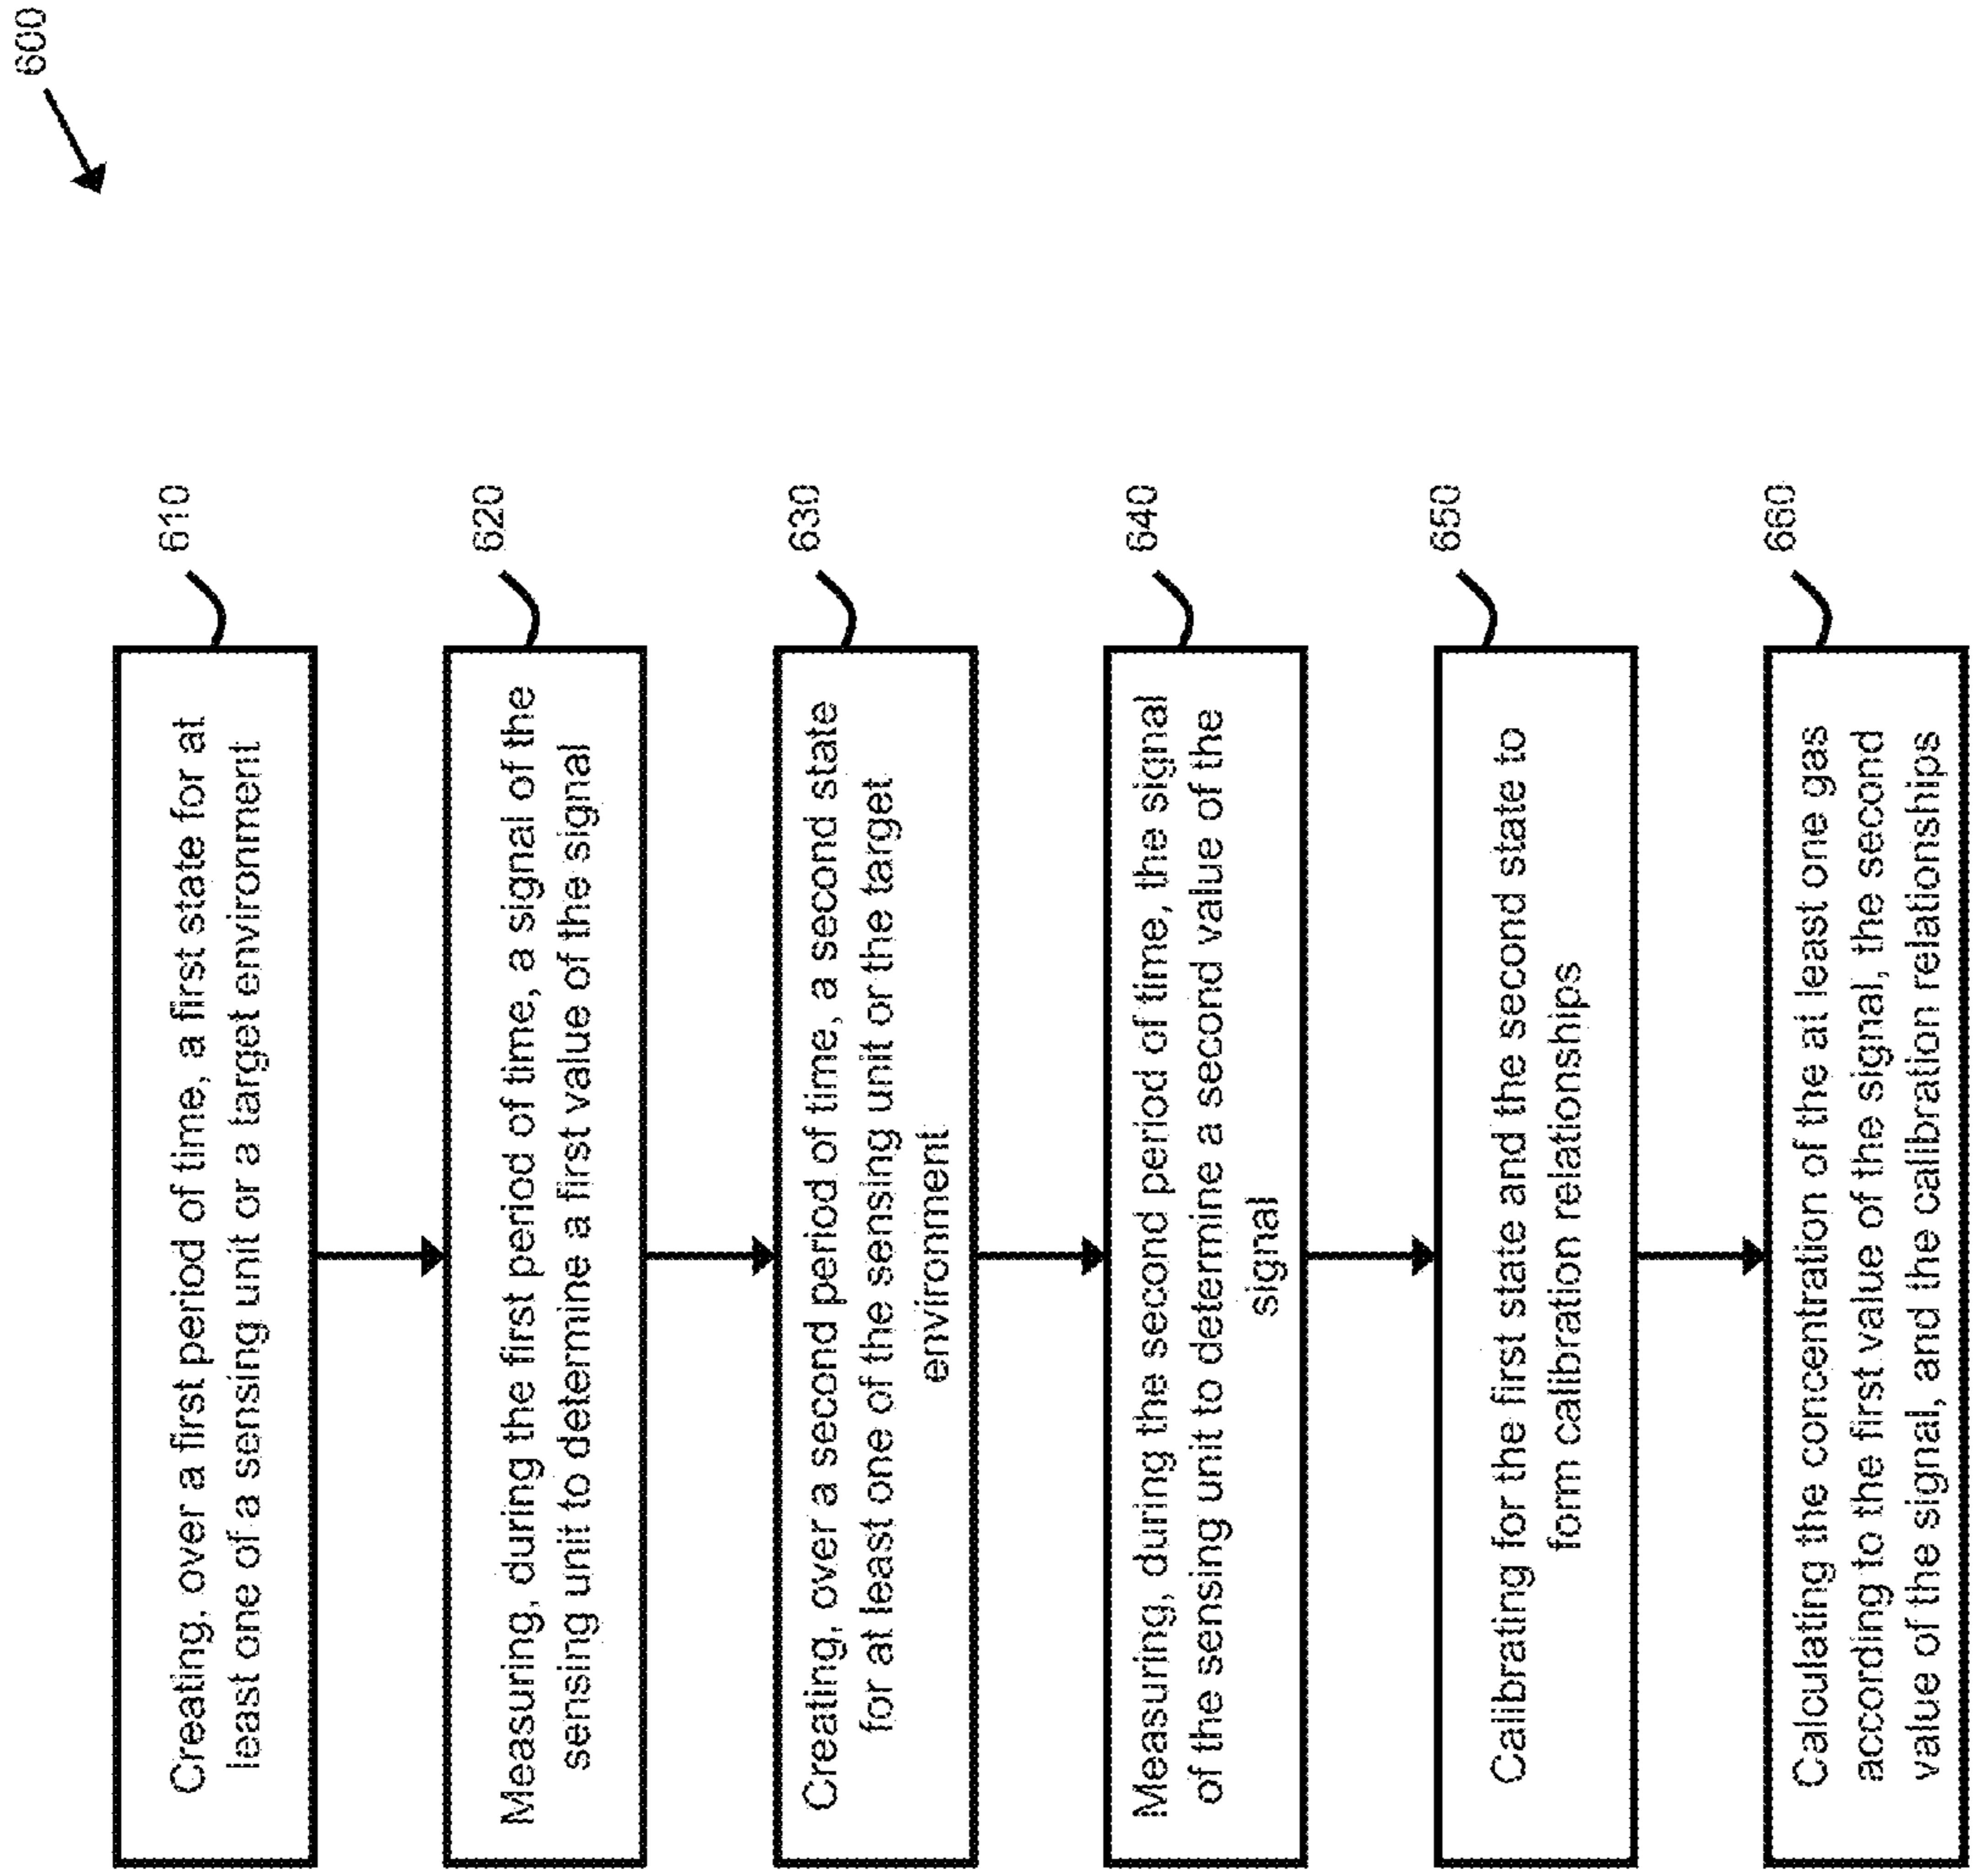 600
610
Creating, over a first period of time, a first state for at
least one of a sensing unit or a target environment
620
Measuring, during the first period of time, a signal of the
sensing unit to determine a first value of the signal
630
Creating, over a second period of time, a second state
for at least one of the sensing unit or the target
environment
640
Measuring, during the second period of time, the signal
of the sensing unit to determine a second value of the
signal
650
Calibrating for the first state and the second state to
form calibration relationships
660
Calculating the concentration of the at least one gas
according to the first value of the signal, the second
value of the signal, and the calibration relationships